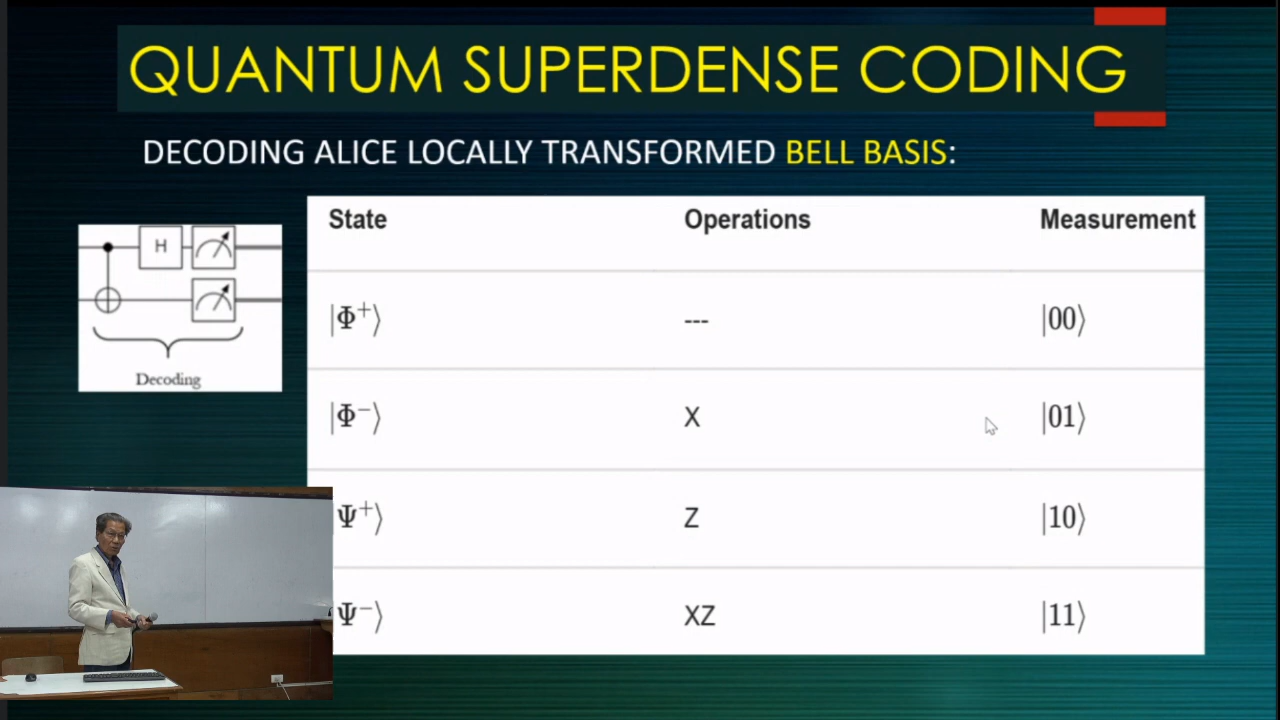 QUANTUM SUPERDENSE CODING
DECODING ALICE LOCALLY TRANSFORMED BELL BASIS:
State Operations Measurement
|Φ⁺⟩ --- |00⟩
|Φ⁻⟩ X |01⟩
|Ψ⁺⟩ Z |10⟩
|Ψ⁻⟩ XZ |11⟩
H
Decoding